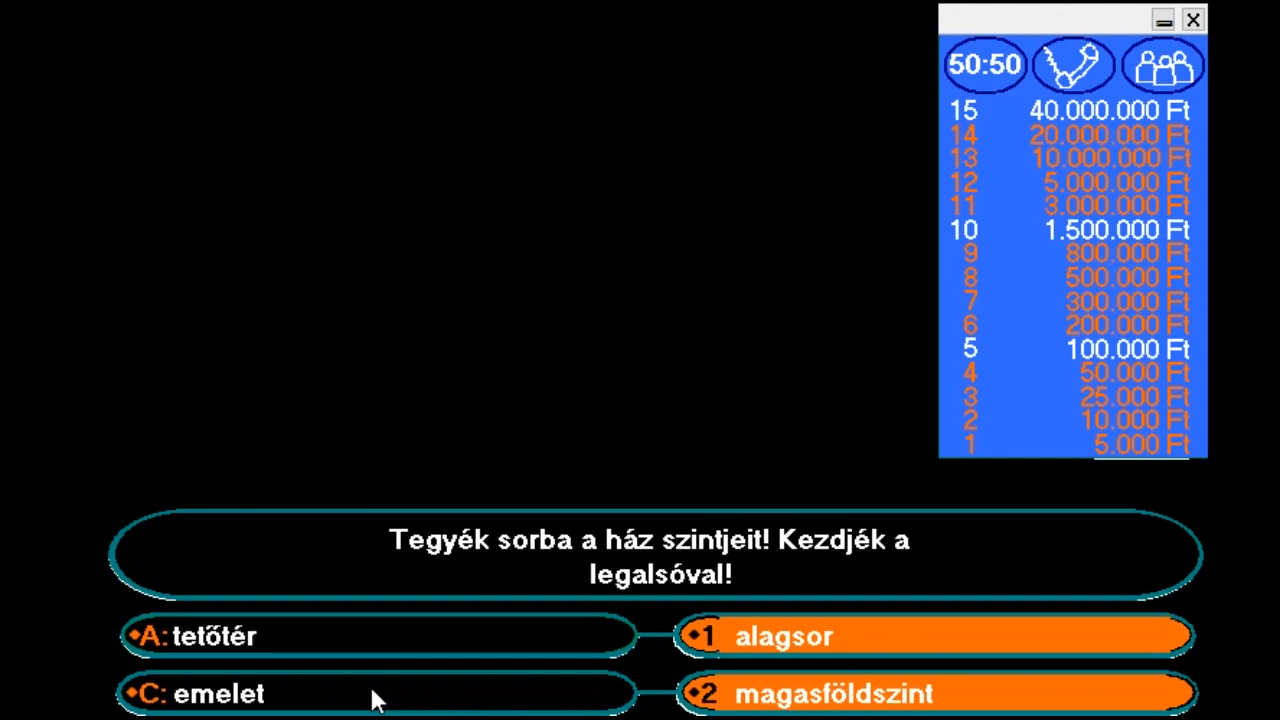 50:50
15 40.000.000 Ft
14 20.000.000 Ft
13 10.000.000 Ft
12 5.000.000 Ft
11 3.000.000 Ft
10 1.500.000 Ft
9 800.000 Ft
8 500.000 Ft
7 300.000 Ft
6 200.000 Ft
5 100.000 Ft
4 50.000 Ft
3 25.000 Ft
2 10.000 Ft
1 5.000 Ft
Tegyék sorba a ház szintjeit! Kezdjék a
legalsóval!
A: tetőtér
1 alagsor
C: emelet
2 magasföldszint